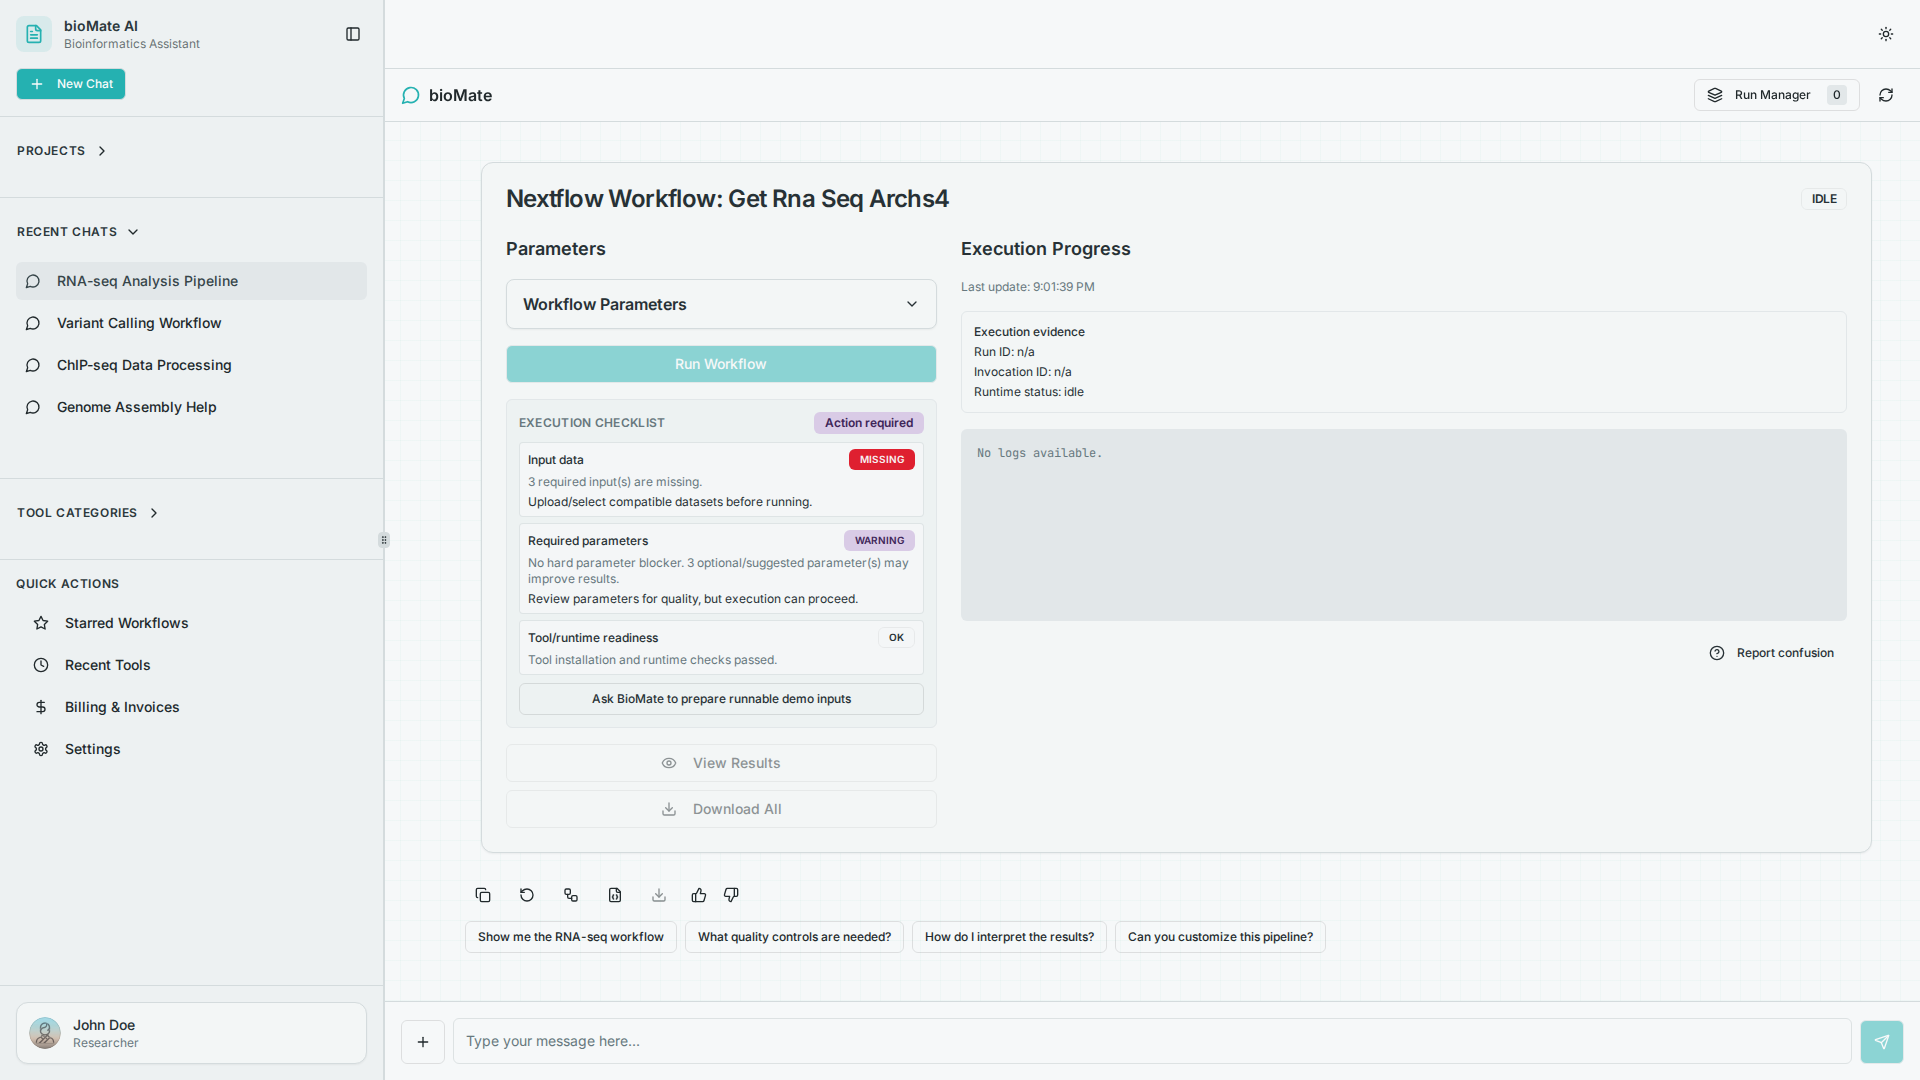 bioMate AI
Bioinformatics Assistant
New Chat
PROJECTS
RECENT CHATS
RNA-seq Analysis Pipeline
Variant Calling Workflow
ChIP-seq Data Processing
Genome Assembly Help
TOOL CATEGORIES
QUICK ACTIONS
Starred Workflows
Recent Tools
Billing & Invoices
Settings
John Doe
Researcher
bioMate
Run Manager 0
Nextflow Workflow: Get Rna Seq Archs4
IDLE
Parameters
Workflow Parameters
Run Workflow
EXECUTION CHECKLIST Action required
Input data MISSING
3 required input(s) are missing.
Upload/select compatible datasets before running.
Required parameters WARNING
No hard parameter blocker. 3 optional/suggested parameter(s) may
improve results.
Review parameters for quality, but execution can proceed.
Tool/runtime readiness OK
Tool installation and runtime checks passed.
Ask BioMate to prepare runnable demo inputs
View Results
Download All
Execution Progress
Last update: 9:01:39 PM
Execution evidence
Run ID: n/a
Invocation ID: n/a
Runtime status: idle
No logs available.
Report confusion
Show me the RNA-seq workflow
What quality controls are needed?
How do I interpret the results?
Can you customize this pipeline?
Type your message here...